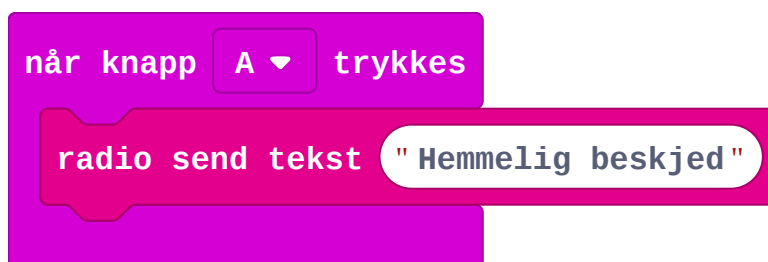 når knapp A trykkes
radio send tekst "Hemmelig beskjed"